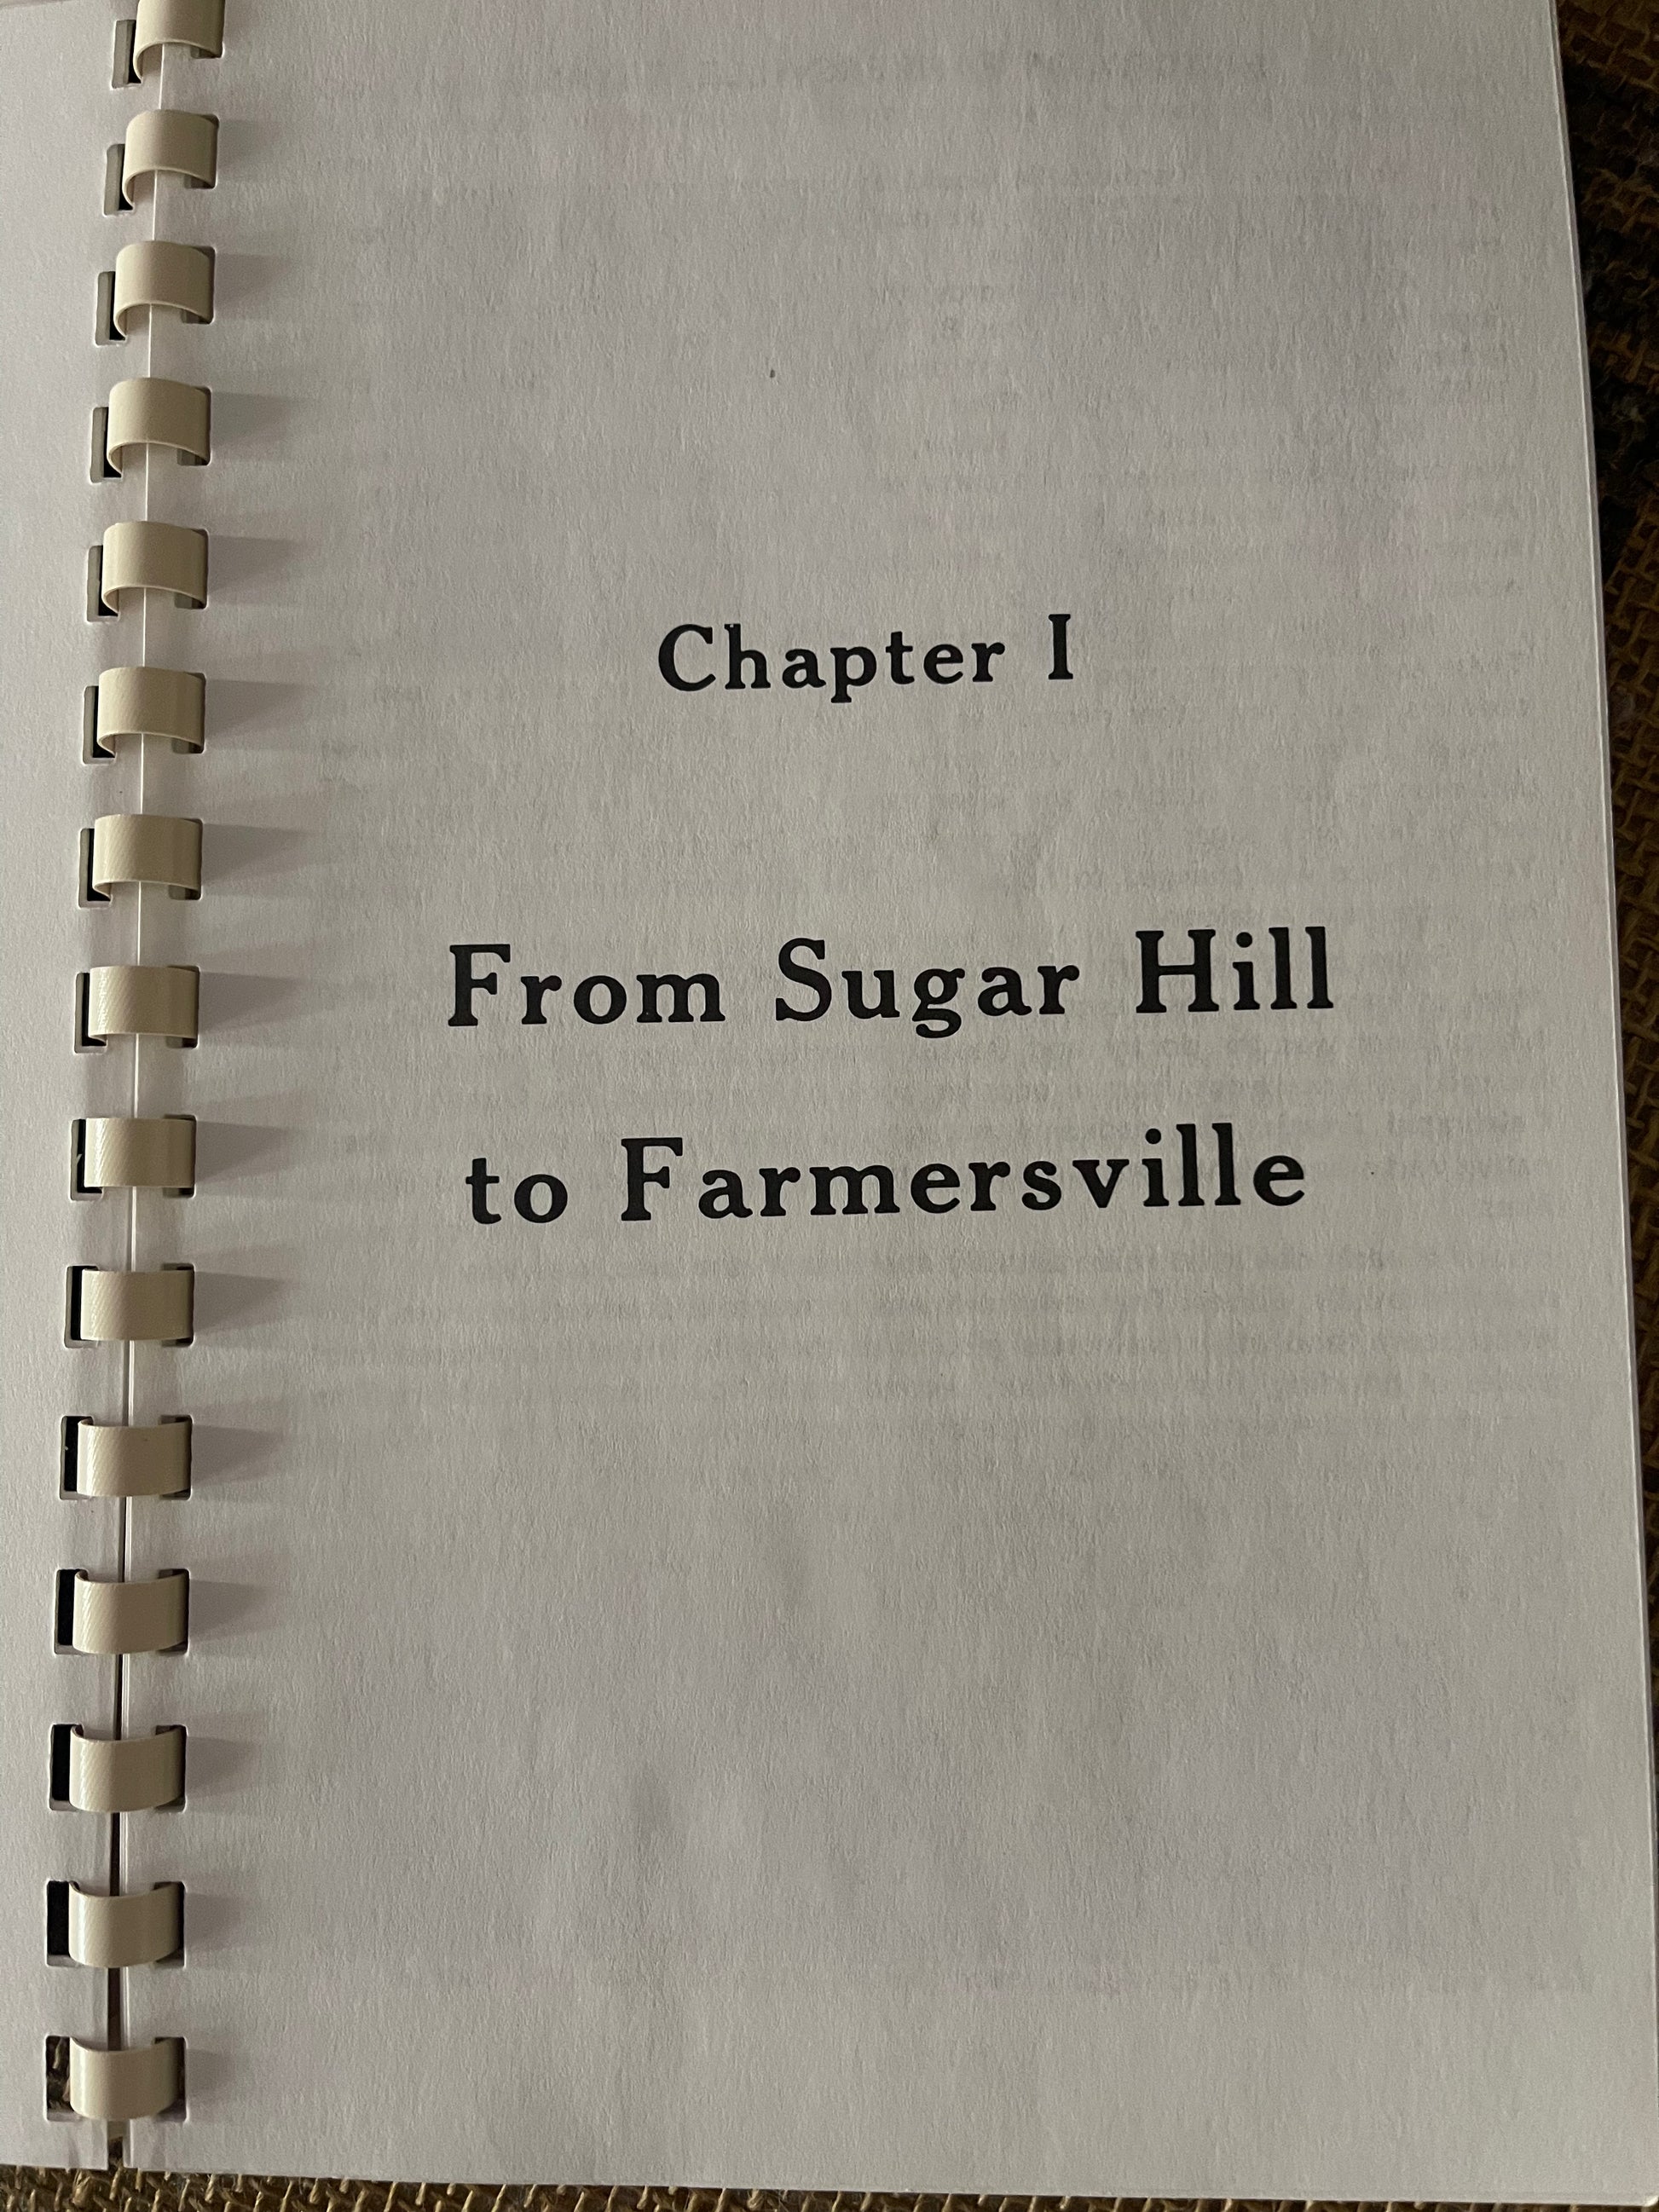 Chapter I
From Sugar Hill
to Farmersville